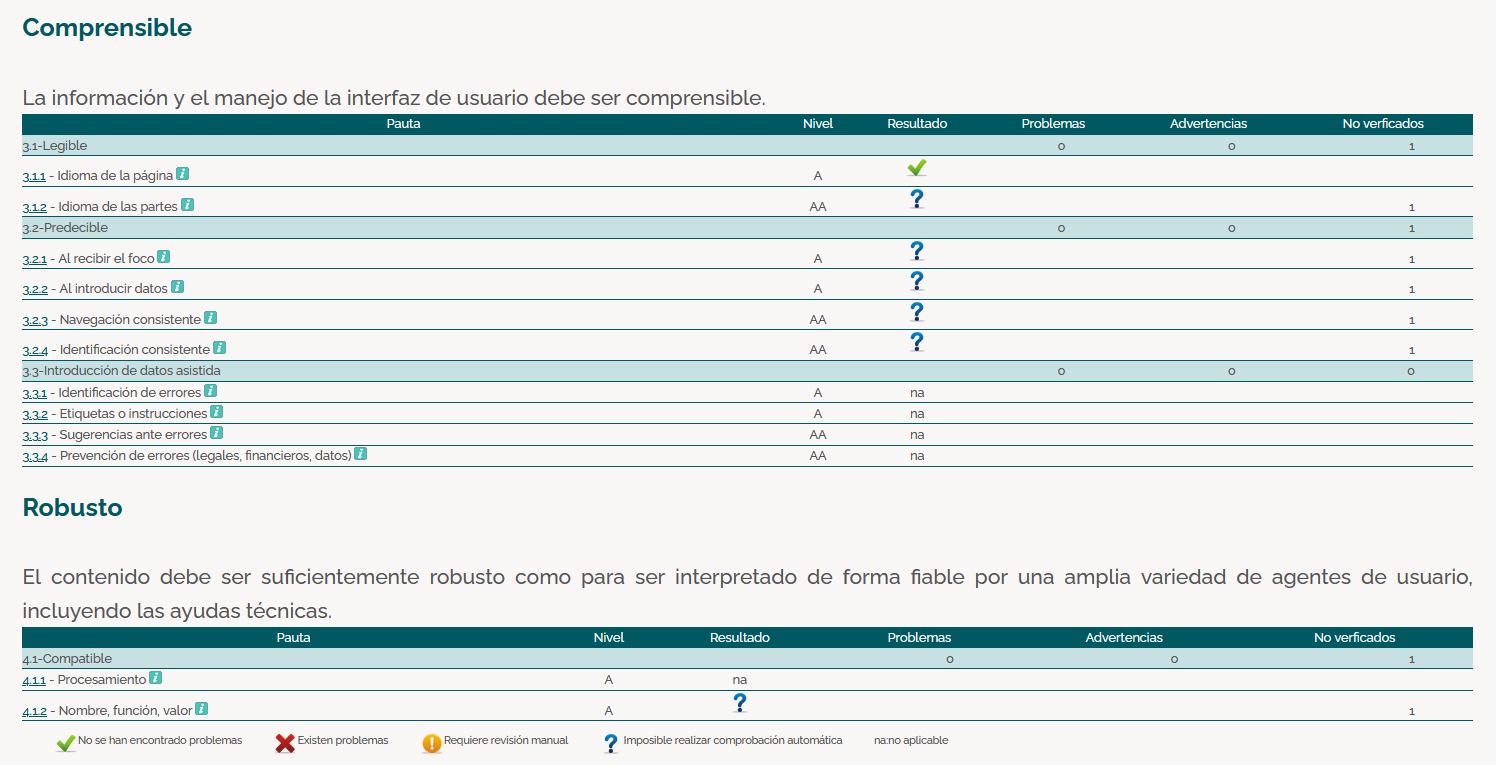 Comprensible
La información y el manejo de la interfaz de usuario debe ser comprensible.
Pauta Nivel Resultado Problemas Advertencias No verficados
3.1-Legible 0 0 1
3.1.1 - Idioma de la página i A
3.1.2 - Idioma de las partes i AA ? 1
3.2-Predecible 0 0 1
3.2.1 - Al recibir el foco i A ? 1
3.2.2 - Al introducir datos i A ? 1
3.2.3 - Navegación consistente i AA ? 1
3.2.4 - Identificación consistente i AA ? 1
3.3-Introducción de datos asistida 0 0 0
3.3.1 - Identificación de errores i A na
3.3.2 - Etiquetas o instrucciones i A na
3.3.3 - Sugerencias ante errores i AA na
3.3.4 - Prevención de errores (legales, financieros, datos) i AA na
Robusto
El contenido debe ser suficientemente robusto como para ser interpretado de forma fiable por una amplia variedad de agentes de usuario,
incluyendo las ayudas técnicas.
Pauta Nivel Resultado Problemas Advertencias No verficados
4.1-Compatible 0 0 1
4.1.1 - Procesamiento i A na
4.1.2 - Nombre, función, valor i A ? 1
No se han encontrado problemas Existen problemas ! Requiere revisión manual ? Imposible realizar comprobación automática na:no aplicable